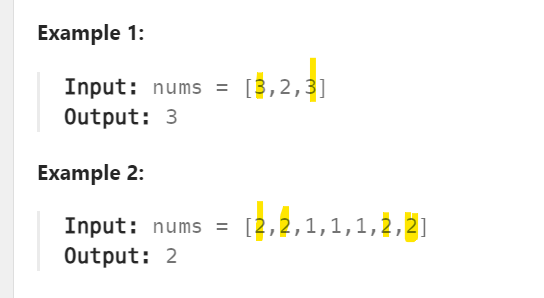 Example 1:
Input: nums = [3,2,3]
Output: 3
Example 2:
Input: nums = [2,2,1,1,1,2,2]
Output: 2